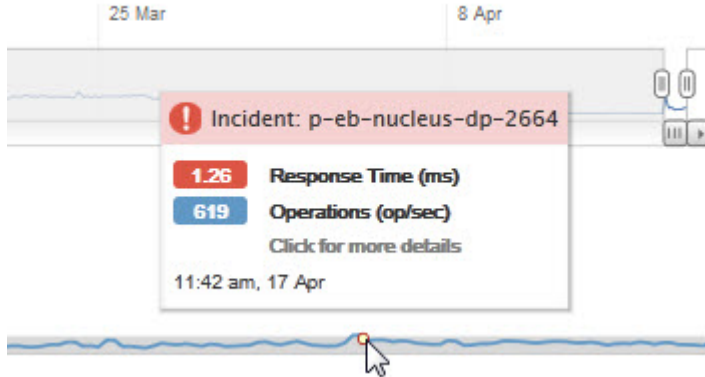 25 Mar
8 Apr
Incident: p-eb-nucleus-dp-2664
1.26 Response Time (ms)
619 Operations (op/sec)
Click for more details
11:42 am, 17 Apr